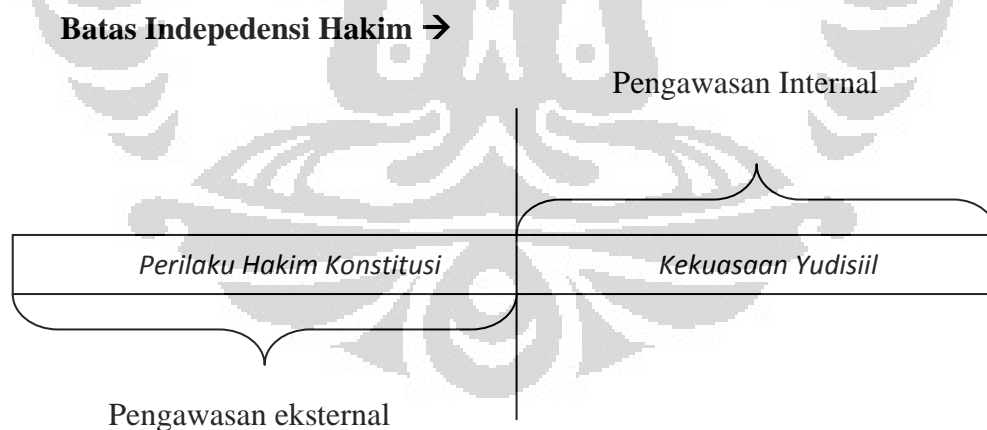 Batas Indepedensi Hakim →
Pengawasan Internal
Perilaku Hakim Konstitusi
Kekuasaan Yudisiil
Pengawasan eksternal